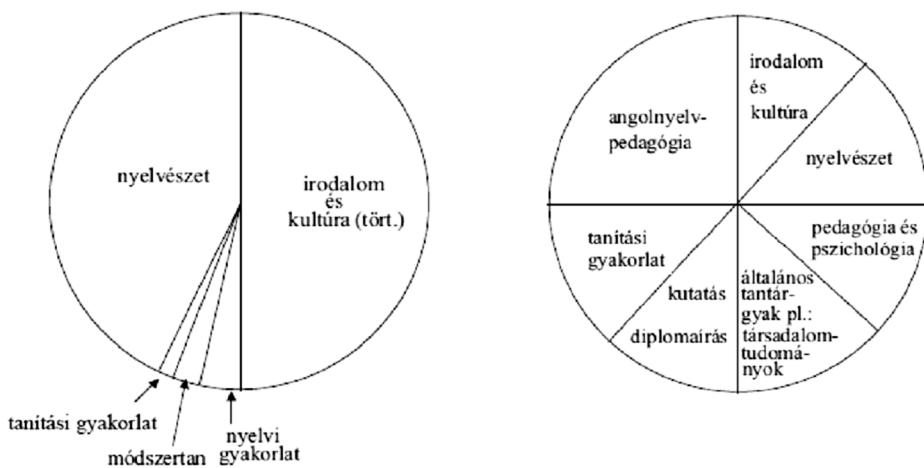 nyelvészet
irodalom
és
kultúra (tört.)
tanítási gyakorlat
módszertan
nyelvi
gyakorlat
angolnyelv-
pedagógia
irodalom
és
kultúra
nyelvészet
pedagógia és
pszichológia
általános
tantár-
gyak pl.:
társadalom-
tudomá-
nyok
kutatás
diplomaírás
tanítási
gyakorlat